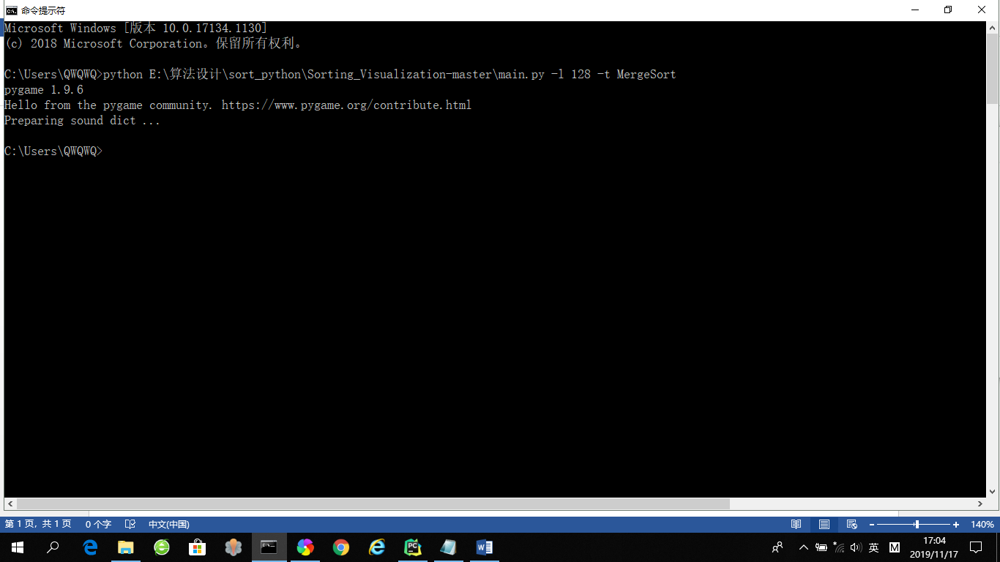 命令提示符
Microsoft Windows [版本 10.0.17134.1130]
(c) 2018 Microsoft Corporation。保留所有权利。
C:\Users\QWQWQ>python E:\算法设计\sort_python\Sorting_Visualization-master\main.py -l 128 -t MergeSort
pygame 1.9.6
Hello from the pygame community. https://www.pygame.org/contribute.html
Preparing sound dict ...
C:\Users\QWQWQ>
第 1 页，共 1 页 0 个字 中文(中国) 140%
英 M 17:04
2019/11/17